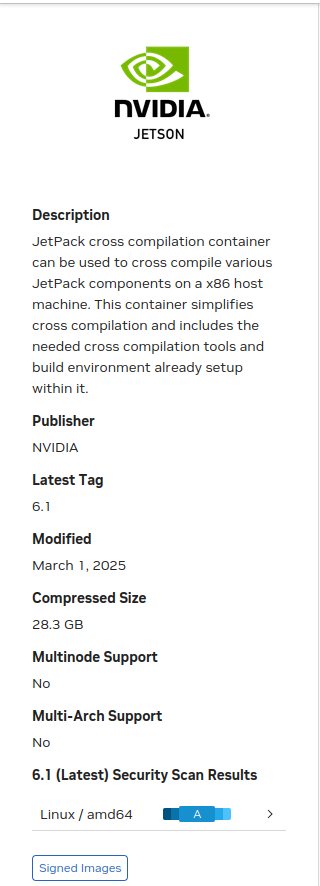 NVIDIA.
JETSON
Description
JetPack cross compilation container
can be used to cross compile various
JetPack components on a x86 host
machine. This container simplifies
cross compilation and includes the
needed cross compilation tools and
build environment already setup
within it.
Publisher
NVIDIA
Latest Tag
6.1
Modified
March 1, 2025
Compressed Size
28.3 GB
Multinode Support
No
Multi-Arch Support
No
6.1 (Latest) Security Scan Results
Linux / amd64 A
Signed Images